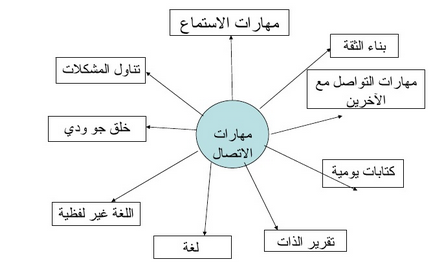 مهارات الاستماع
بناء الثقة
تناول المشكلات
مهارات التواصل مع
الآخرين
خلق جو ودي
مهارات
الاتصال
كتابات يومية
اللغة غير لفظية
تقرير الذات
لغة